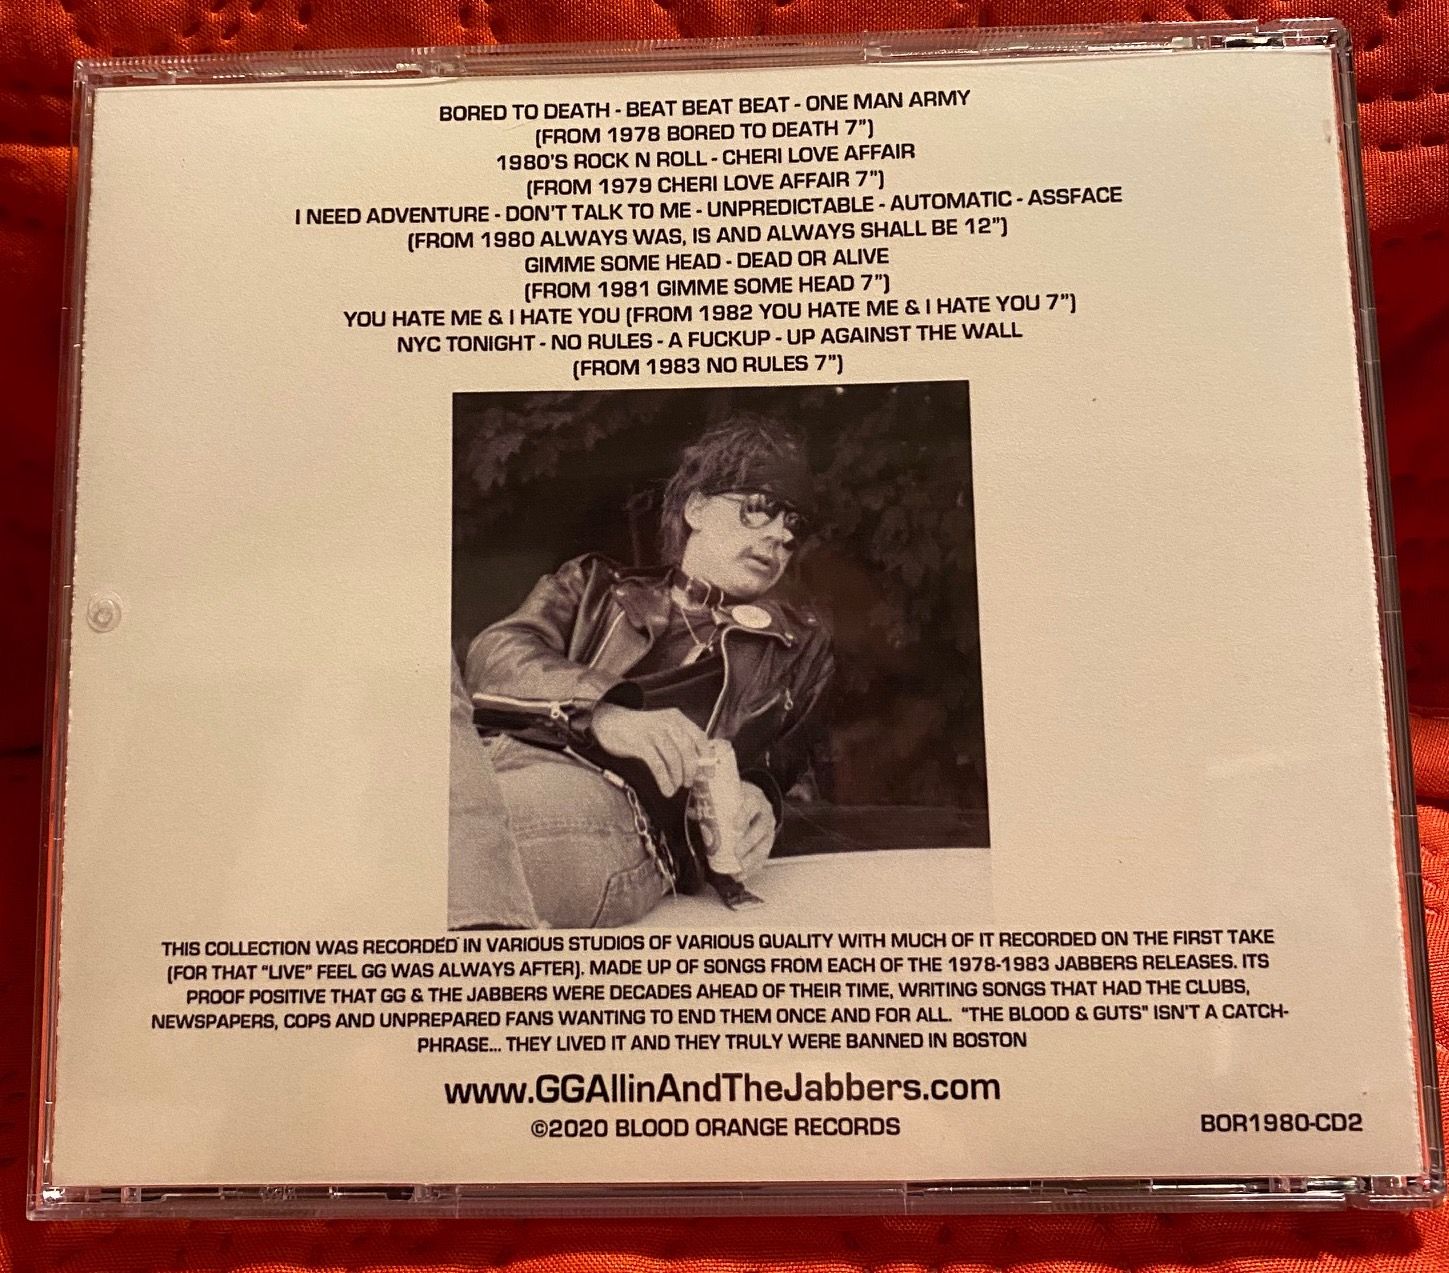 BORED TO DEATH - BEAT BEAT BEAT - ONE MAN ARMY
(FROM 1978 BORED TO DEATH 7")
1980'S ROCK N ROLL - CHERI LOVE AFFAIR
(FROM 1979 CHERI LOVE AFFAIR 7")
I NEED ADVENTURE - DON'T TALK TO ME - UNPREDICTABLE - AUTOMATIC - ASSFACE
(FROM 1980 ALWAYS WAS, IS AND ALWAYS SHALL BE 12")
GIMME SOME HEAD - DEAD OR ALIVE
(FROM 1981 GIMME SOME HEAD 7")
YOU HATE ME & I HATE YOU (FROM 1982 YOU HATE ME & I HATE YOU 7")
NYC TONIGHT - NO RULES - A FUCKUP - UP AGAINST THE WALL
(FROM 1983 NO RULES 7")
THIS COLLECTION WAS RECORDED IN VARIOUS STUDIOS OF VARIOUS QUALITY WITH MUCH OF IT RECORDED ON THE FIRST TAKE
(FOR THAT "LIVE" FEEL GG WAS ALWAYS AFTER). MADE UP OF SONGS FROM EACH OF THE 1978-1983 JABBERS RELEASES. ITS
PROOF POSITIVE THAT GG & THE JABBERS WERE DECADES AHEAD OF THEIR TIME, WRITING SONGS THAT HAD THE CLUBS,
NEWSPAPERS, COPS AND UNPREPARED FANS WANTING TO END THEM ONCE AND FOR ALL. "THE BLOOD & GUTS" ISN'T A CATCH-
PHRASE... THEY LIVED IT AND THEY TRULY WERE BANNED IN BOSTON
www.GGAllinAndTheJabbers.com
©2020 BLOOD ORANGE RECORDS
BOR1980-CD2